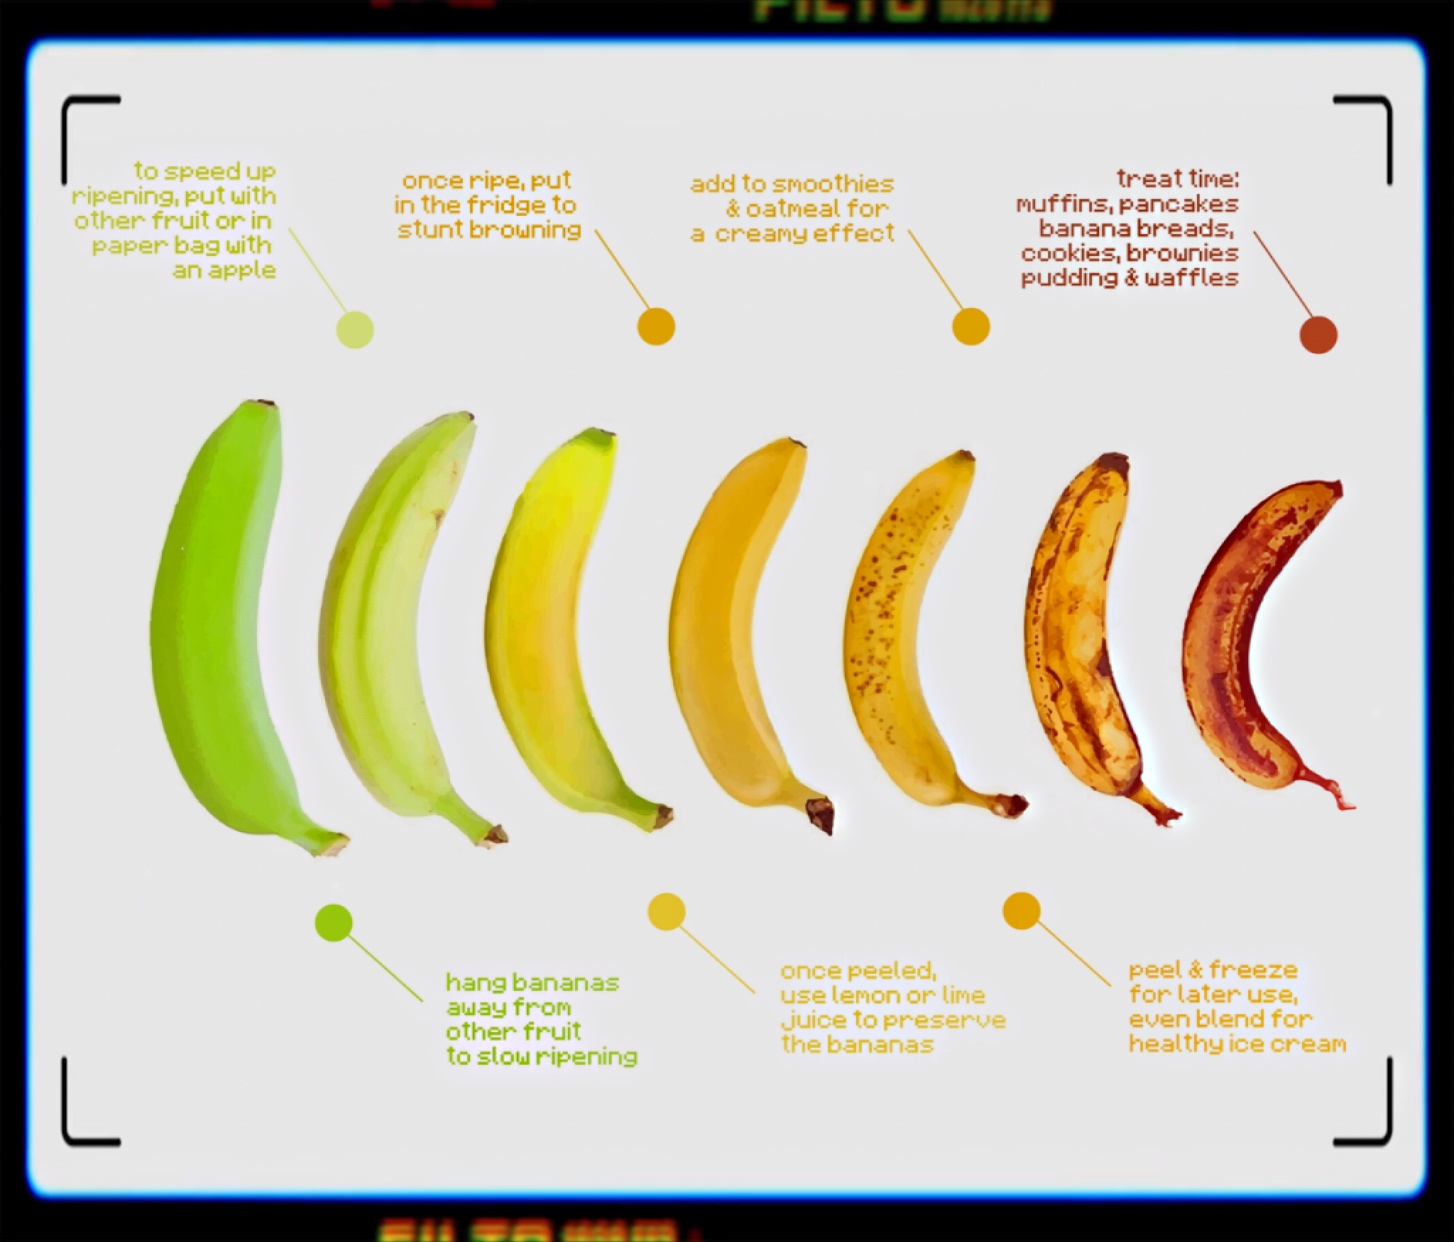 to speed up
ripening, put with
other fruit or in
paper bag with
an apple
once ripe, put
in the fridge to
stunt browning
add to smoothies
& oatmeal for
a creamy effect
treat time:
muffins, pancakes
banana breads,
cookies, brownies
pudding & waffles
hang bananas
away from
other fruit
to slow ripening
once peeled,
use lemon or lime
juice to preserve
the bananas
peel & freeze
for later use,
even blend for
healthy ice cream